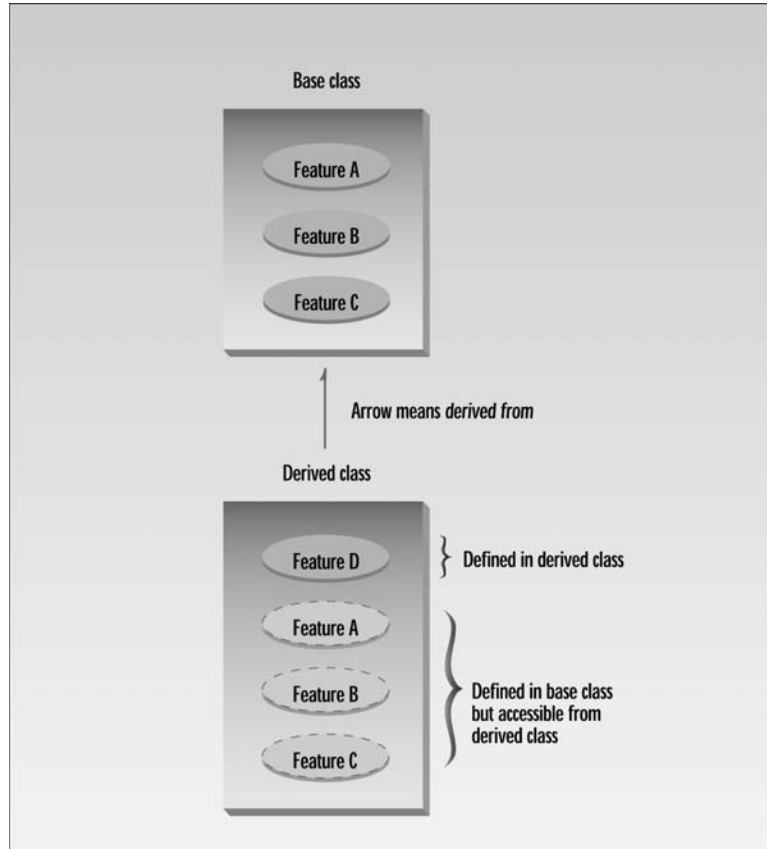 Base class
Feature A
Feature B
Feature C
Arrow means derived from
Derived class
Feature D
Defined in derived class
Feature A
Feature B
Feature C
Defined in base class
but accessible from
derived class